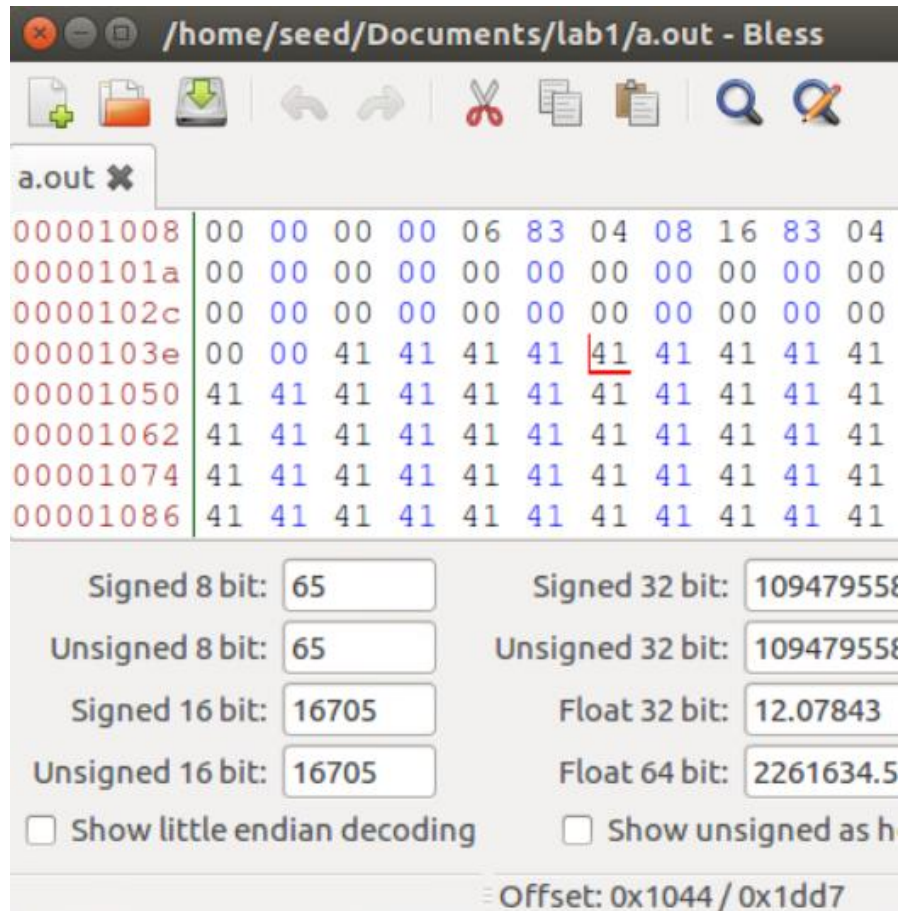 /home/seed/Documents/lab1/a.out - Bless
a.out
00001008 00 00 00 00 06 83 04 08 16 83 04
0000101a 00 00 00 00 00 00 00 00 00 00 00
0000102c 00 00 00 00 00 00 00 00 00 00 00
0000103e 00 00 41 41 41 41 41 41 41 41 41
00001050 41 41 41 41 41 41 41 41 41 41 41
00001062 41 41 41 41 41 41 41 41 41 41 41
00001074 41 41 41 41 41 41 41 41 41 41 41
00001086 41 41 41 41 41 41 41 41 41 41 41
Signed 8 bit: 65 Signed 32 bit: 109479558
Unsigned 8 bit: 65 Unsigned 32 bit: 109479558
Signed 16 bit: 16705 Float 32 bit: 12.07843
Unsigned 16 bit: 16705 Float 64 bit: 2261634.5
Show little endian decoding Show unsigned as h
Offset: 0x1044 / 0x1dd7